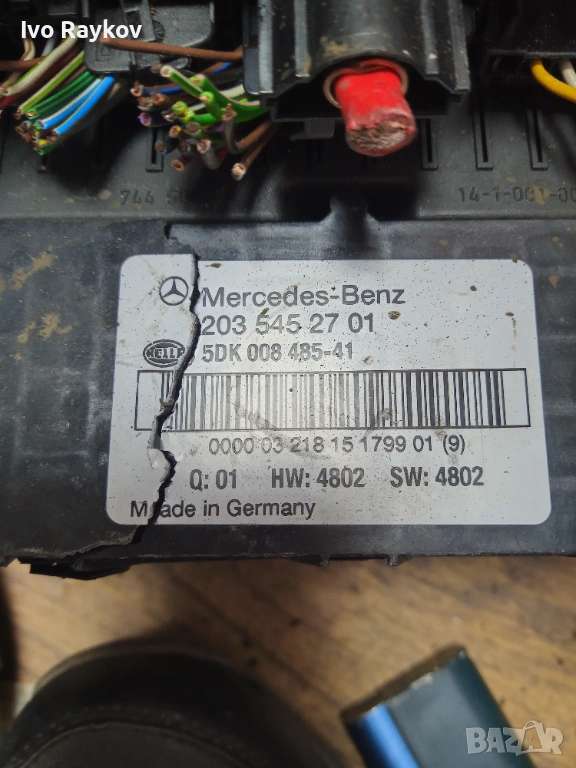 Ivo Raykov
744
14-1-001-00
Mercedes-Benz
203 545 27 01
HELLA
5DK 008 485-41
0000 03 218 15 1799 01 (9)
Q: 01 HW: 4802 SW: 4802
Made in Germany
BAZAR